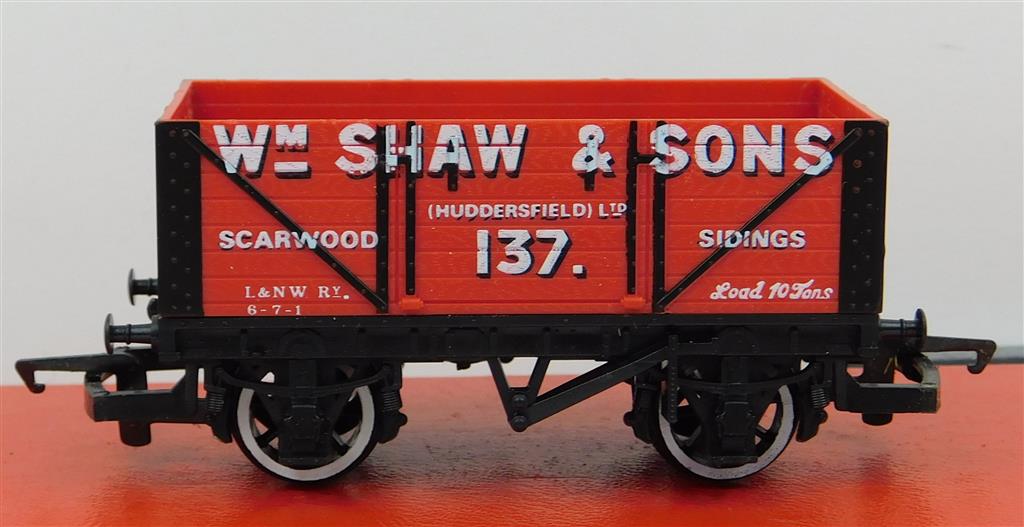 WM SHAW & SONS
(HUDDERSFIELD) LTD
SCARWOOD 137. SIDINGS
L&NW RY. Load 10 Tons
6-7-1